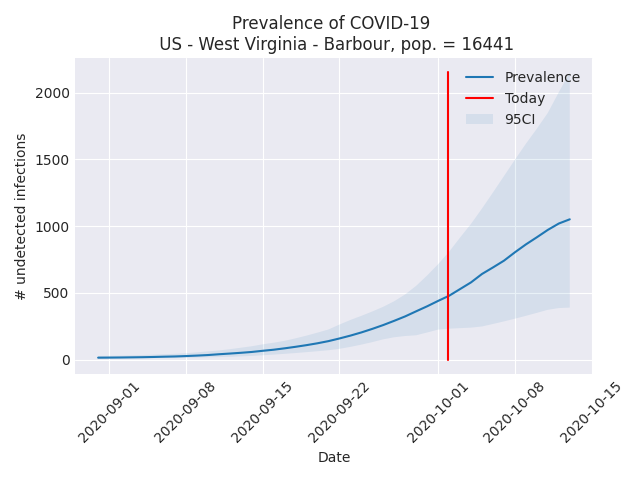 Prevalence of COVID-19
US - West Virginia - Barbour, pop. = 16441
Prevalence
Today
95CI
# undetected infections
2000
1500
1000
500
0
2020-09-01
2020-09-08
2020-09-15
2020-09-22
2020-10-01
2020-10-08
2020-10-15
Date